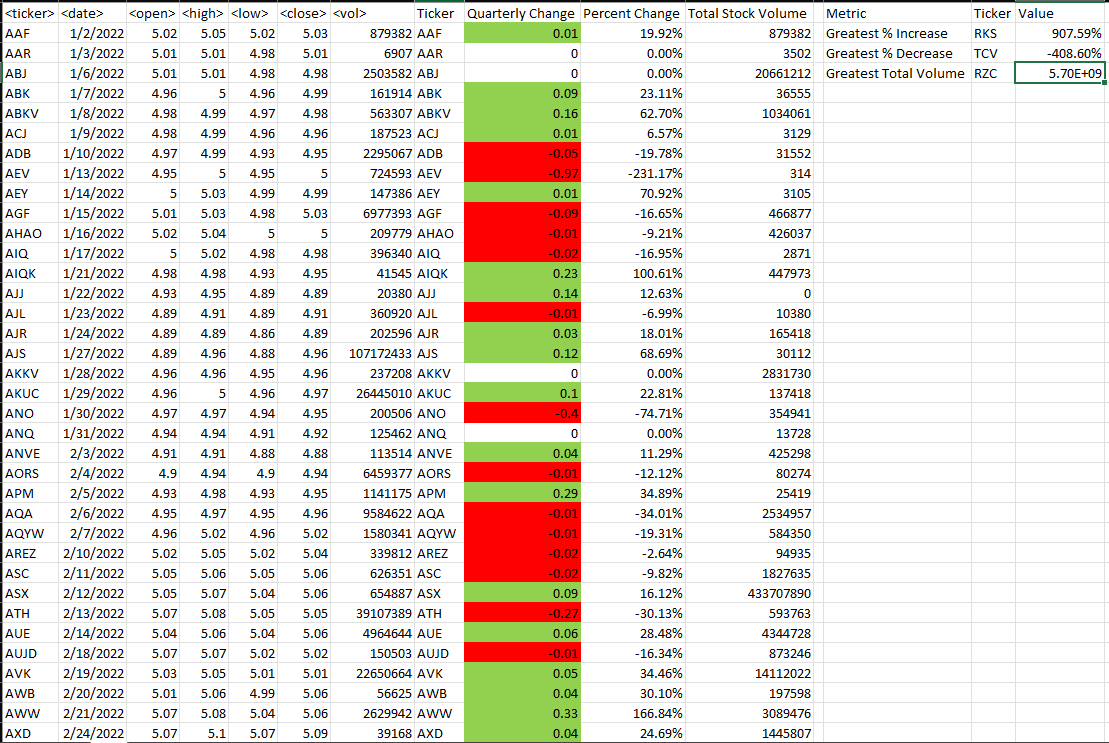 <ticker> <date> <open> <high> <low> <close> <vol> Ticker Quarterly Change Percent Change Total Stock Volume Metric Ticker Value
AAF 1/2/2022 5.02 5.05 5.02 5.03 879382 AAF 0.01 19.92% 879382 Greatest % Increase RKS 907.59%
AAR 1/3/2022 5.01 5.01 4.98 5.01 6907 AAR 0 0.00% 3502 Greatest % Decrease TCV -408.60%
ABJ 1/6/2022 5.01 5.01 4.98 4.98 2503582 ABJ 0 0.00% 20661212 Greatest Total Volume RZC 5.70E+09
ABK 1/7/2022 4.96 5 4.96 4.99 161914 ABK 0.09 23.11% 36555
ABKV 1/8/2022 4.98 4.99 4.97 4.98 563307 ABKV 0.16 62.70% 1034061
ACJ 1/9/2022 4.98 4.99 4.96 4.96 187523 ACJ 0.01 6.57% 3129
ADB 1/10/2022 4.97 4.99 4.93 4.95 2295067 ADB -0.05 -19.78% 31552
AEV 1/13/2022 4.95 5 4.95 5 724593 AEV -0.97 -231.17% 314
AEY 1/14/2022 5 5.03 4.99 4.99 147386 AEY 0.01 70.92% 3105
AGF 1/15/2022 5.01 5.03 4.98 5.03 6977393 AGF -0.09 -16.65% 466877
AHAO 1/16/2022 5.02 5.04 5 5 209779 AHAO -0.01 -9.21% 426037
AIQ 1/17/2022 5 5.02 4.98 4.98 396340 AIQ -0.02 -16.95% 2871
AIQK 1/21/2022 4.98 4.98 4.93 4.95 41545 AIQK 0.23 100.61% 447973
AJJ 1/22/2022 4.93 4.95 4.89 4.89 20380 AJJ 0.14 12.63% 0
AJL 1/23/2022 4.89 4.91 4.89 4.91 360920 AJL -0.01 -6.99% 10380
AJR 1/24/2022 4.89 4.89 4.86 4.89 202596 AJR 0.03 18.01% 165418
AJS 1/27/2022 4.89 4.96 4.88 4.96 107172433 AJS 0.12 68.69% 30112
AKKV 1/28/2022 4.96 4.96 4.95 4.96 237208 AKKV 0 0.00% 2831730
AKUC 1/29/2022 4.96 5 4.96 4.97 26445010 AKUC 0.1 22.81% 137418
ANO 1/30/2022 4.97 4.97 4.94 4.95 200506 ANO -0.4 -74.71% 354941
ANQ 1/31/2022 4.94 4.94 4.91 4.92 125462 ANQ 0 0.00% 13728
ANVE 2/3/2022 4.91 4.91 4.88 4.88 113514 ANVE 0.04 11.29% 425298
AORS 2/4/2022 4.9 4.94 4.9 4.94 6459377 AORS -0.01 -12.12% 80274
APM 2/5/2022 4.93 4.98 4.93 4.95 1141175 APM 0.29 34.89% 25419
AQA 2/6/2022 4.95 4.97 4.95 4.96 9584622 AQA -0.01 -34.01% 2534957
AQYW 2/7/2022 4.96 5.02 4.96 5.02 1580341 AQYW -0.01 -19.31% 584350
AREZ 2/10/2022 5.02 5.05 5.02 5.04 339812 AREZ -0.02 -2.64% 94935
ASC 2/11/2022 5.05 5.06 5.05 5.06 626351 ASC -0.02 -9.82% 1827635
ASX 2/12/2022 5.05 5.07 5.04 5.06 654887 ASX 0.09 16.12% 433707890
ATH 2/13/2022 5.07 5.08 5.05 5.05 39107389 ATH -0.27 -30.13% 593763
AUE 2/14/2022 5.04 5.06 5.04 5.06 4964644 AUE 0.06 28.48% 4344728
AUJD 2/18/2022 5.07 5.07 5.02 5.02 150503 AUJD -0.01 -16.34% 873246
AVK 2/19/2022 5.03 5.05 5.01 5.01 22650664 AVK 0.05 34.46% 14112022
AWB 2/20/2022 5.01 5.06 4.99 5.06 56625 AWB 0.04 30.10% 197598
AWW 2/21/2022 5.07 5.08 5.04 5.06 2629942 AWW 0.33 166.84% 3089476
AXD 2/24/2022 5.07 5.1 5.07 5.09 39168 AXD 0.04 24.69% 1445807